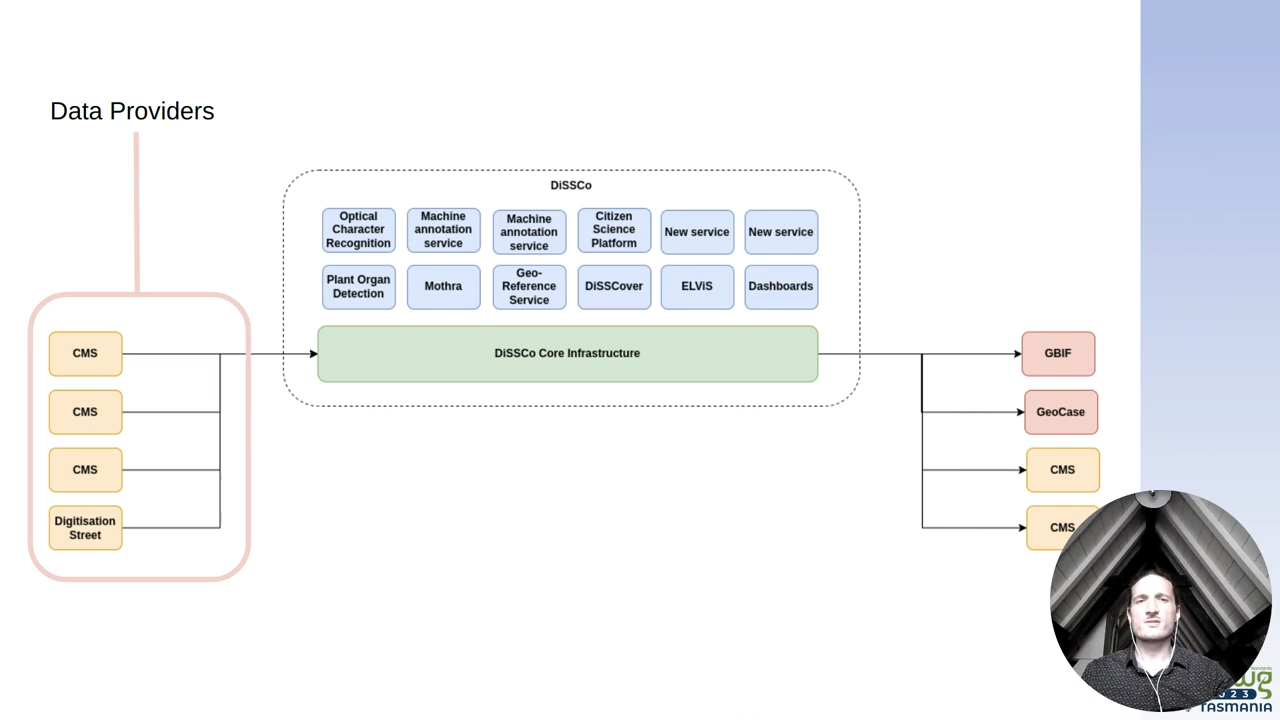 Data Providers
DiSSCo
Optical
Character
Recognition
Machine
annotation
service
Machine
annotation
service
Citizen
Science
Platform
New service
New service
Plant Organ
Detection
Mothra
Geo-
Reference
Service
DiSSCover
ELViS
Dashboards
CMS
CMS
CMS
Digitisation
Street
DiSSCo Core Infrastructure
GBIF
GeoCase
CMS
CMS
TASMANIA